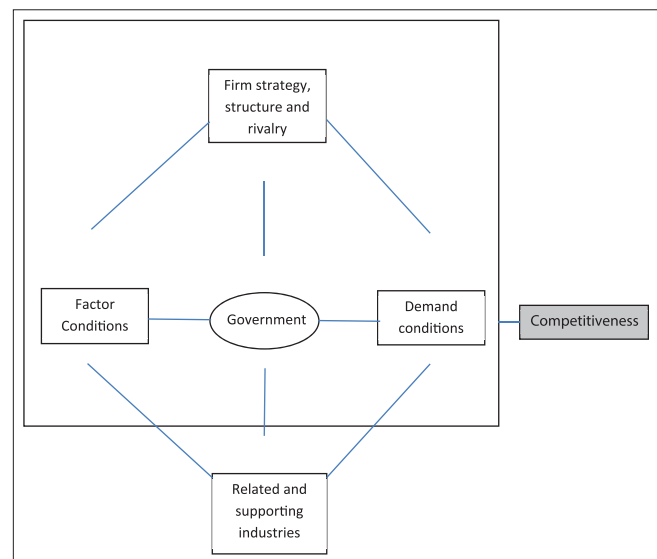 Firm strategy,
structure and
rivalry
Factor
Conditions
Government
Demand
conditions
Competitiveness
Related and
supporting
industries